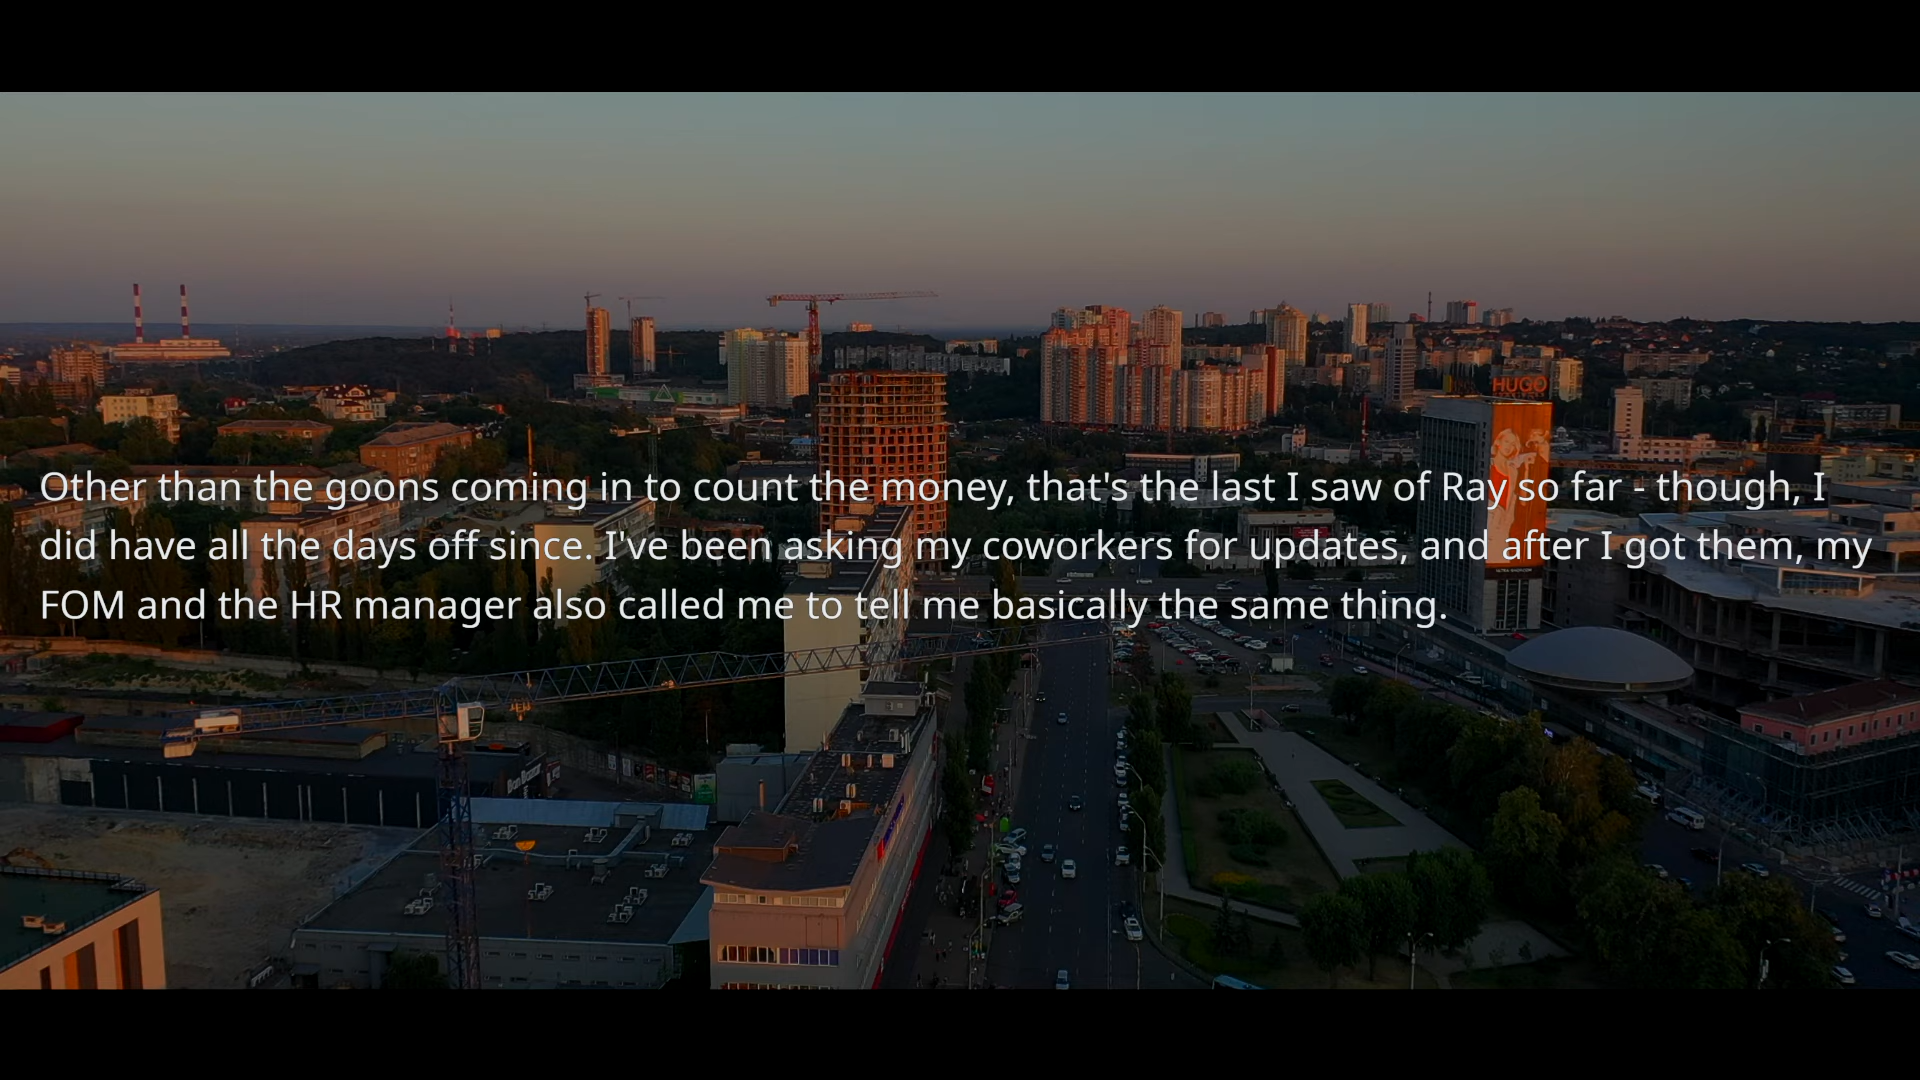 HUGO
Other than the goons coming in to count the money, that's the last I saw of Ray so far - though, I
did have all the days off since. I've been asking my coworkers for updates, and after I got them, my
FOM and the HR manager also called me to tell me basically the same thing.